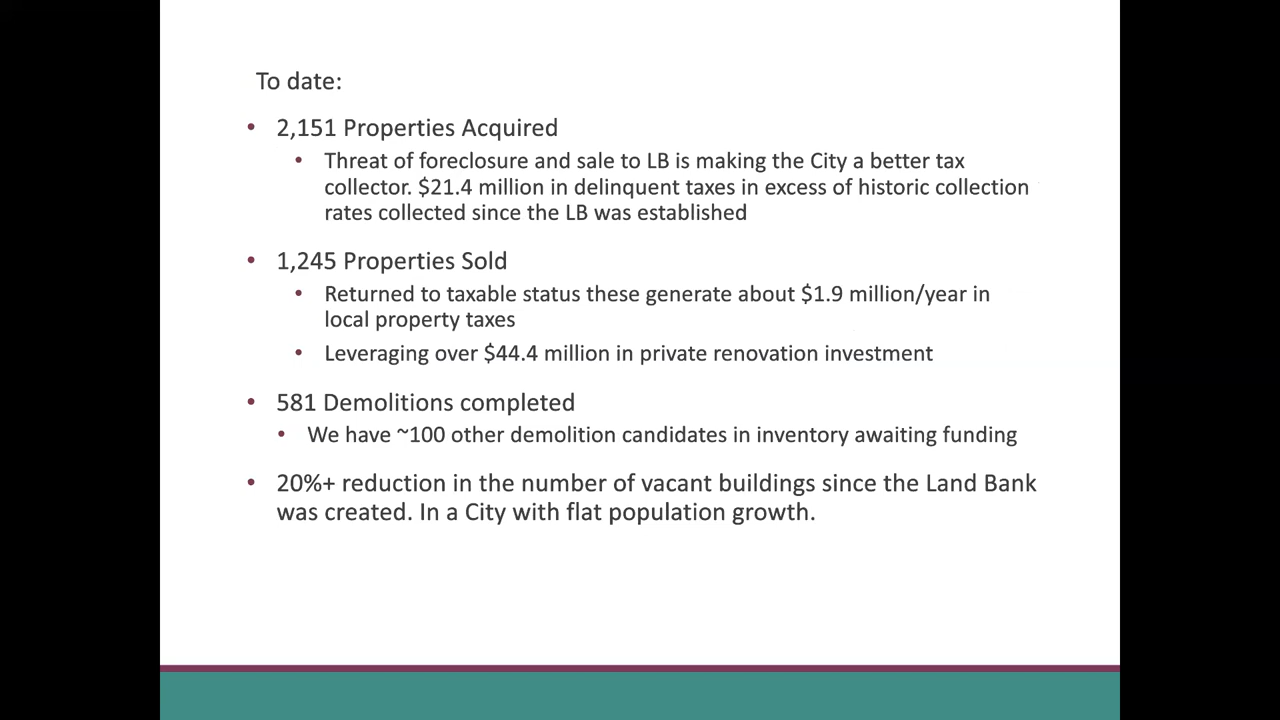 To date:
• 2,151 Properties Acquired
• Threat of foreclosure and sale to LB is making the City a better tax
collector. $21.4 million in delinquent taxes in excess of historic collection
rates collected since the LB was established
• 1,245 Properties Sold
• Returned to taxable status these generate about $1.9 million/year in
local property taxes
• Leveraging over $44.4 million in private renovation investment
• 581 Demolitions completed
• We have ~100 other demolition candidates in inventory awaiting funding
• 20%+ reduction in the number of vacant buildings since the Land Bank
was created. In a City with flat population growth.